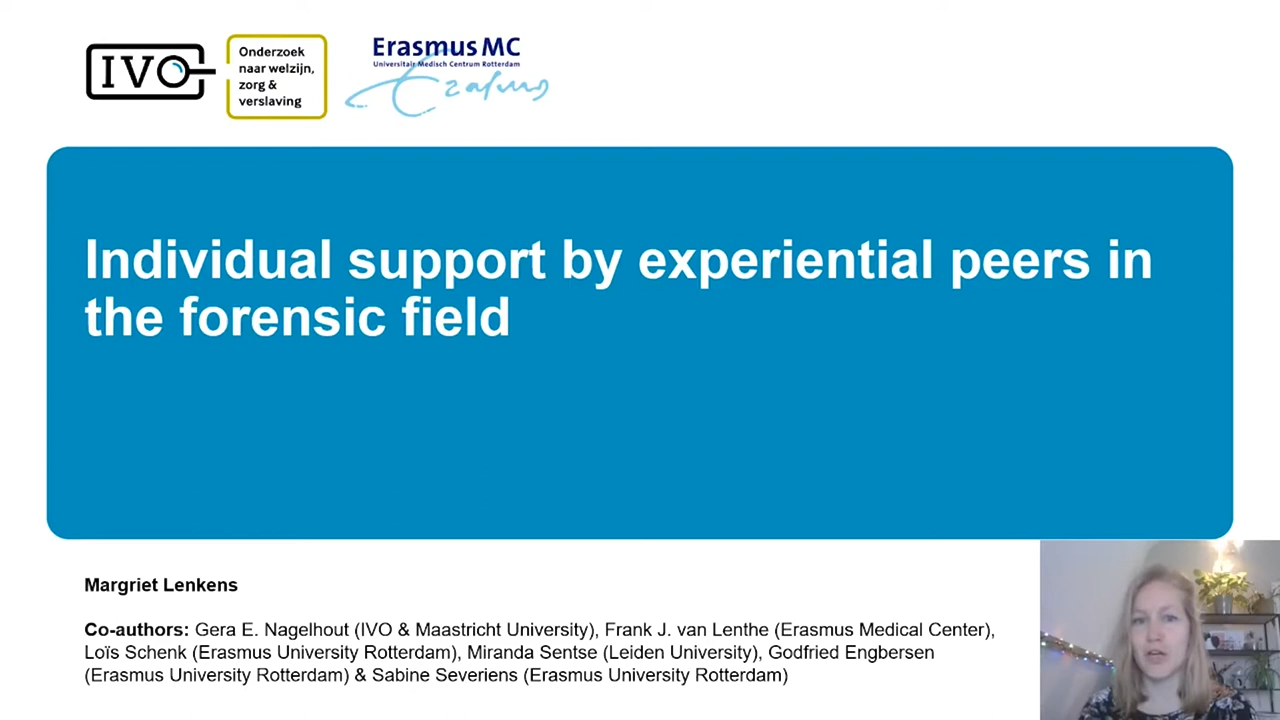 IVO
Onderzoek
naar welzijn,
zorg &
verslaving
Erasmus MC
Universitair Medisch Centrum Rotterdam
Erasmus
Individual support by experiential peers in
the forensic field
Margriet Lenkens
Co-authors: Gera E. Nagelhout (IVO & Maastricht University), Frank J. van Lenthe (Erasmus Medical Center),
Loïs Schenk (Erasmus University Rotterdam), Miranda Sentse (Leiden University), Godfried Engbersen
(Erasmus University Rotterdam) & Sabine Severiens (Erasmus University Rotterdam)